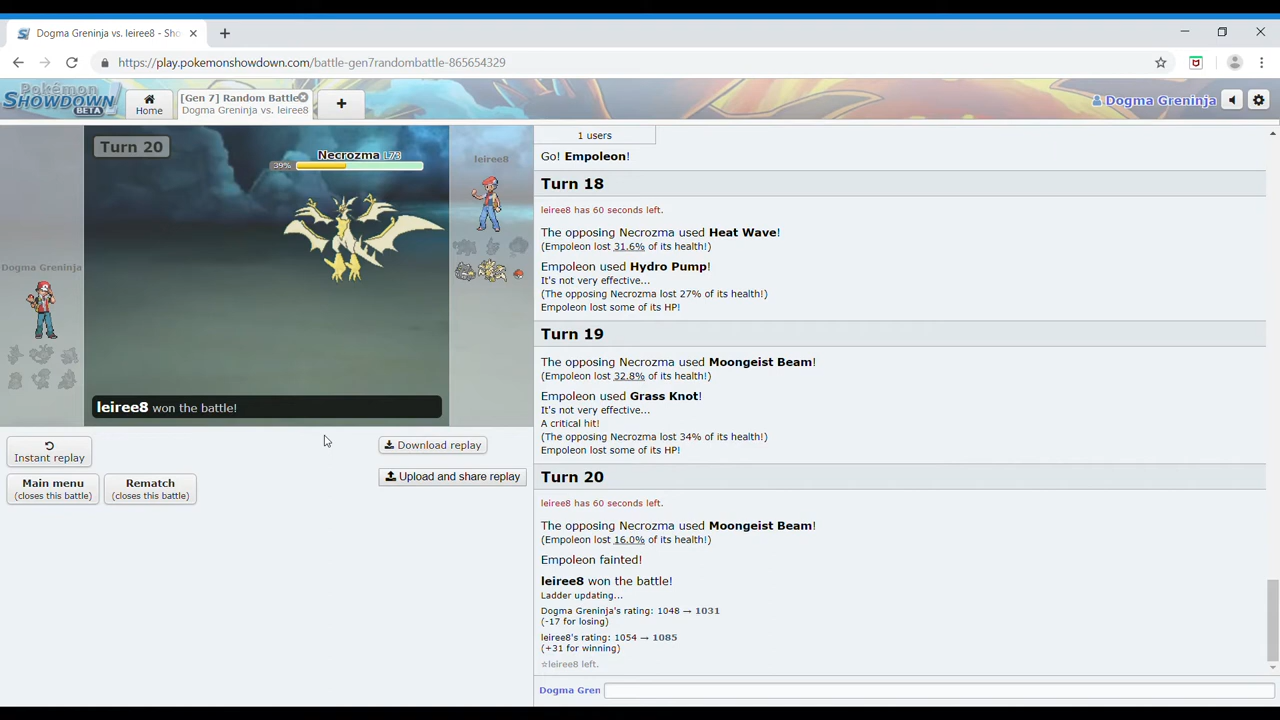 Dogma Greninja vs. leiree8 - Sho
https://play.pokemonshowdown.com/battle-gen7randombattle-865654329
Pokémon
SHOWDOWN
BETA
Home
[Gen 7] Random Battle
Dogma Greninja vs. leiree8
Dogma Greninja
Turn 20
Necrozma L73
39%
leiree8
Dogma Greninja
leiree8 won the battle!
Instant replay
Download replay
Upload and share replay
Main menu
(closes this battle)
Rematch
(closes this battle)
1 users
Go! Empoleon!
Turn 18
leiree8 has 60 seconds left.
The opposing Necrozma used Heat Wave!
(Empoleon lost 31.6% of its health!)
Empoleon used Hydro Pump!
It's not very effective...
(The opposing Necrozma lost 27% of its health!)
Empoleon lost some of its HP!
Turn 19
The opposing Necrozma used Moongeist Beam!
(Empoleon lost 32.8% of its health!)
Empoleon used Grass Knot!
It's not very effective...
A critical hit!
(The opposing Necrozma lost 34% of its health!)
Empoleon lost some of its HP!
Turn 20
leiree8 has 60 seconds left.
The opposing Necrozma used Moongeist Beam!
(Empoleon lost 16.0% of its health!)
Empoleon fainted!
leiree8 won the battle!
Ladder updating...
Dogma Greninja's rating: 1048 → 1031
(-17 for losing)
leiree8's rating: 1054 → 1085
(+31 for winning)
☆leiree8 left.
Dogma Gren